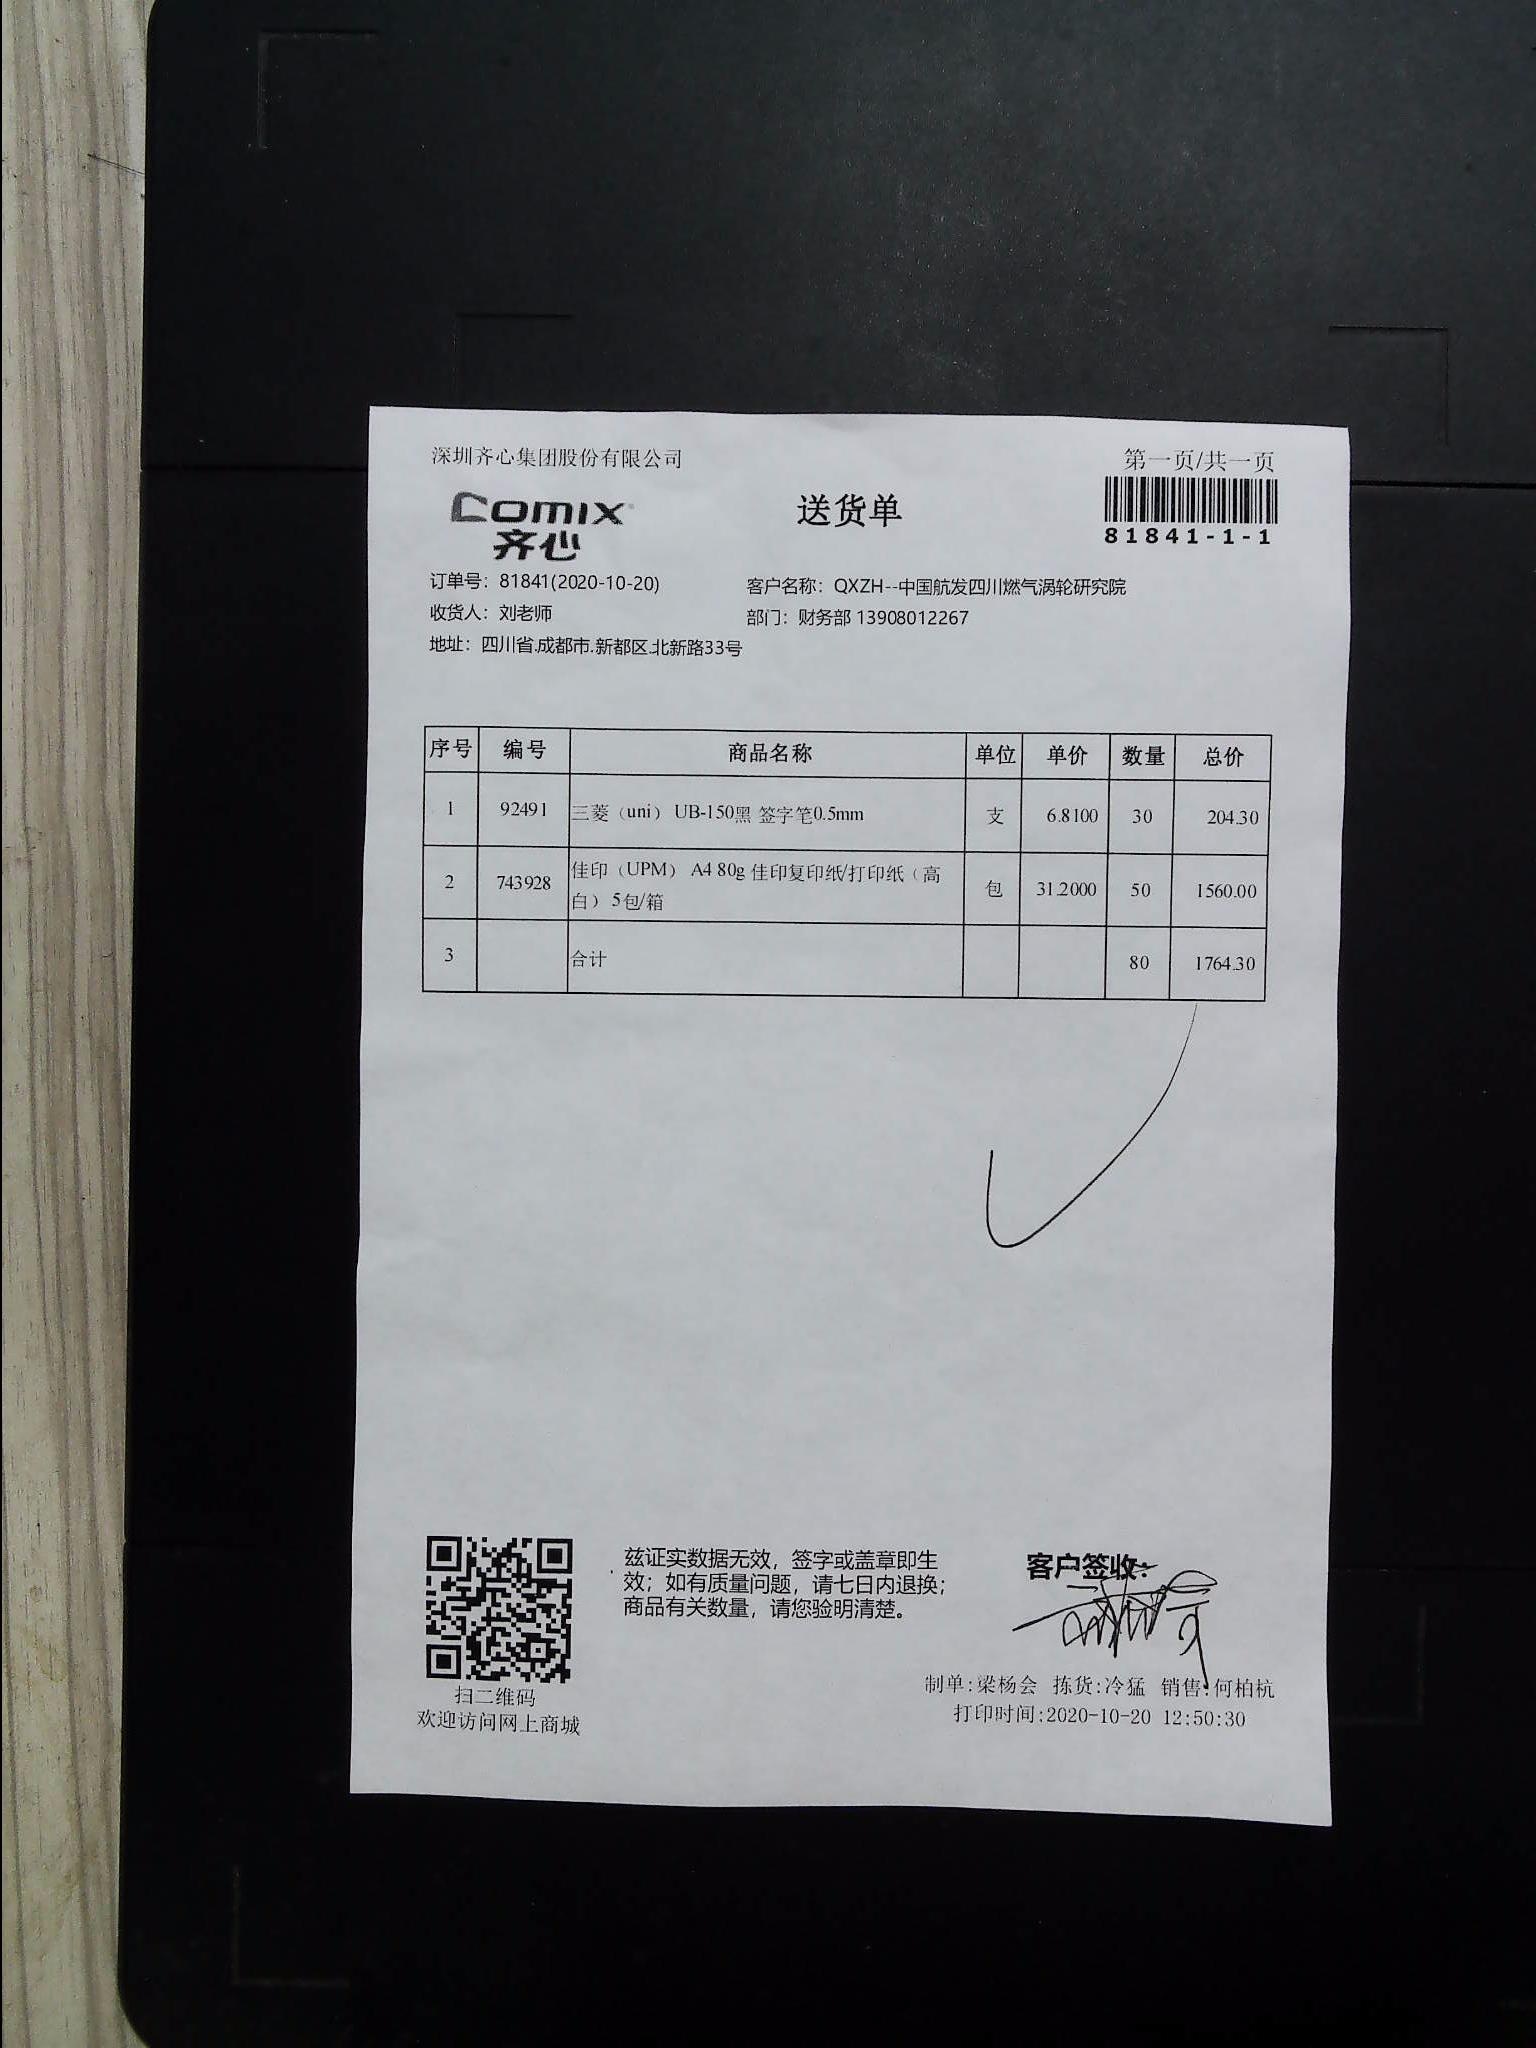 深圳齐心集团股份有限公司
第一页/共一页
comix
齐心
送货单
81841-1-1
订单号：81841(2020-10-20)
客户名称：QXZH--中国航发四川燃气涡轮研究院
收货人：刘老师
部门：财务部 13908012267
地址：四川省.成都市.新都区.北新路33号
序号 编号 商品名称 单位 单价 数量 总价
1 92491 三菱（uni） UB-150黑 签字笔0.5mm 支 6.8100 30 204.30
2 743928 佳印（UPM） A4 80g 佳印复印纸/打印纸（高
白） 5包/箱 包 31.2000 50 1560.00
3 合计 80 1764.30
兹证实数据无效，签字或盖章即生
效；如有质量问题，请七日内退换；
商品有关数量，请您验明清楚。
客户签收：
扫二维码
欢迎访问网上商城
制单:梁杨会 拣货:冷猛 销售:何柏杭
打印时间:2020-10-20 12:50:30